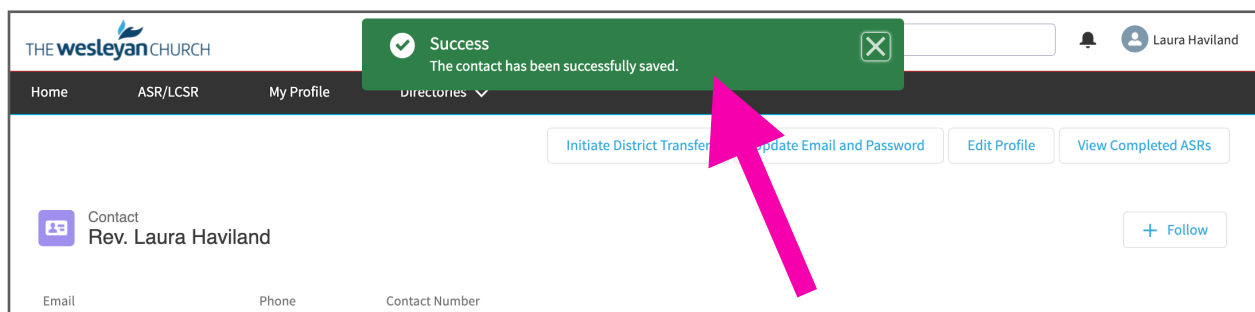 THE wesleyan CHURCH
Success
The contact has been successfully saved.
Laura Haviland
Home ASR/LCSR My Profile Directories
Initiate District Transfer pdate Email and Password Edit Profile View Completed ASRs
Contact
Rev. Laura Haviland
+ Follow
Email Phone Contact Number